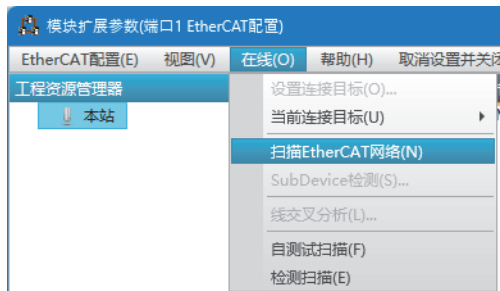 模块扩展参数(端口1 EtherCAT配置)
EtherCAT配置(E) 视图(V) 在线(O) 帮助(H) 取消设置并关闭
工程资源管理器
本站
设置连接目标(O)...
当前连接目标(U)
扫描EtherCAT网络(N)
SubDevice检测(S)...
线交叉分析(L)...
自测试扫描(F)
检测扫描(E)